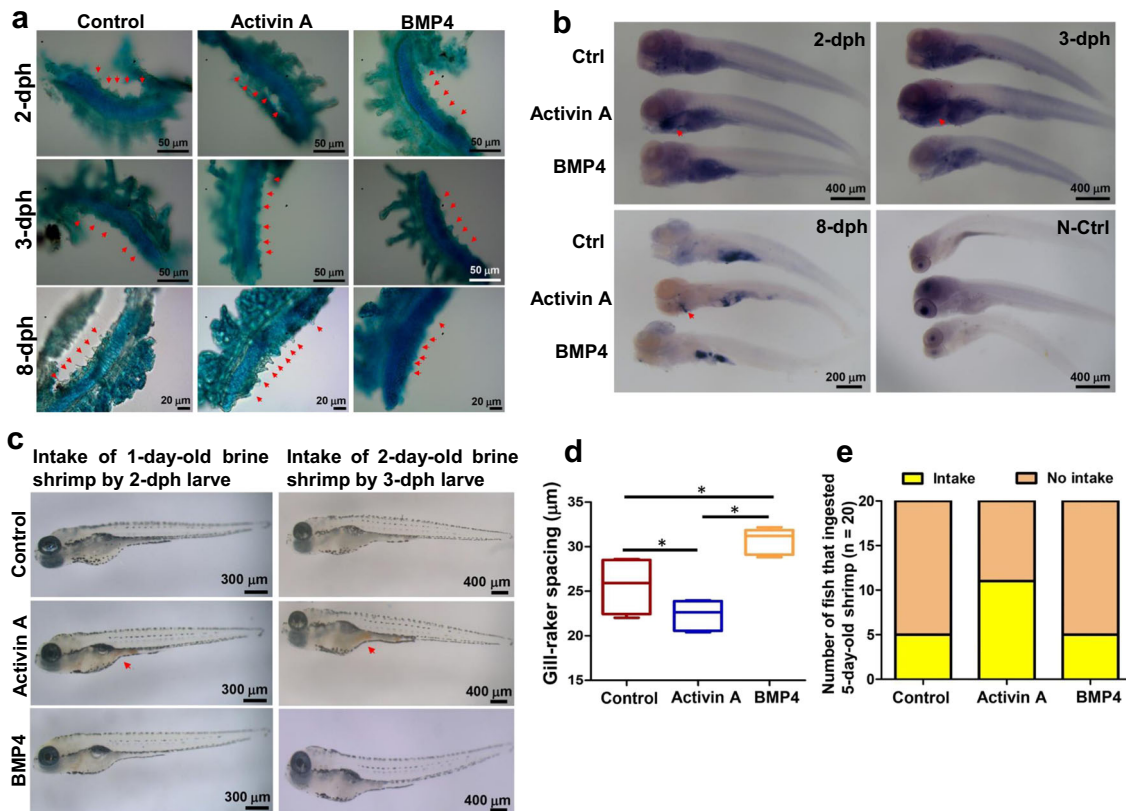 a
Control Activin A BMP4
2-dph
50 µm 50 µm 50 µm
3-dph
50 µm 50 µm 50 µm
8-dph
20 µm 20 µm 20 µm
b
Ctrl 2-dph 3-dph
Activin A
BMP4
400 µm 400 µm
Ctrl 8-dph N-Ctrl
Activin A
BMP4
200 µm 400 µm
c
Intake of 1-day-old brine
shrimp by 2-dph larve
Intake of 2-day-old brine
shrimp by 3-dph larve
Control
300 µm 400 µm
Activin A
300 µm 400 µm
BMP4
300 µm 400 µm
d
Gill-raker spacing (µm)
35
30
25
20
15
* * *
Control Activin A BMP4
e
Intake No intake
Number of fish that ingested
5-day-old shrimp (n = 20)
20
15
10
5
0
Control Activin A BMP4